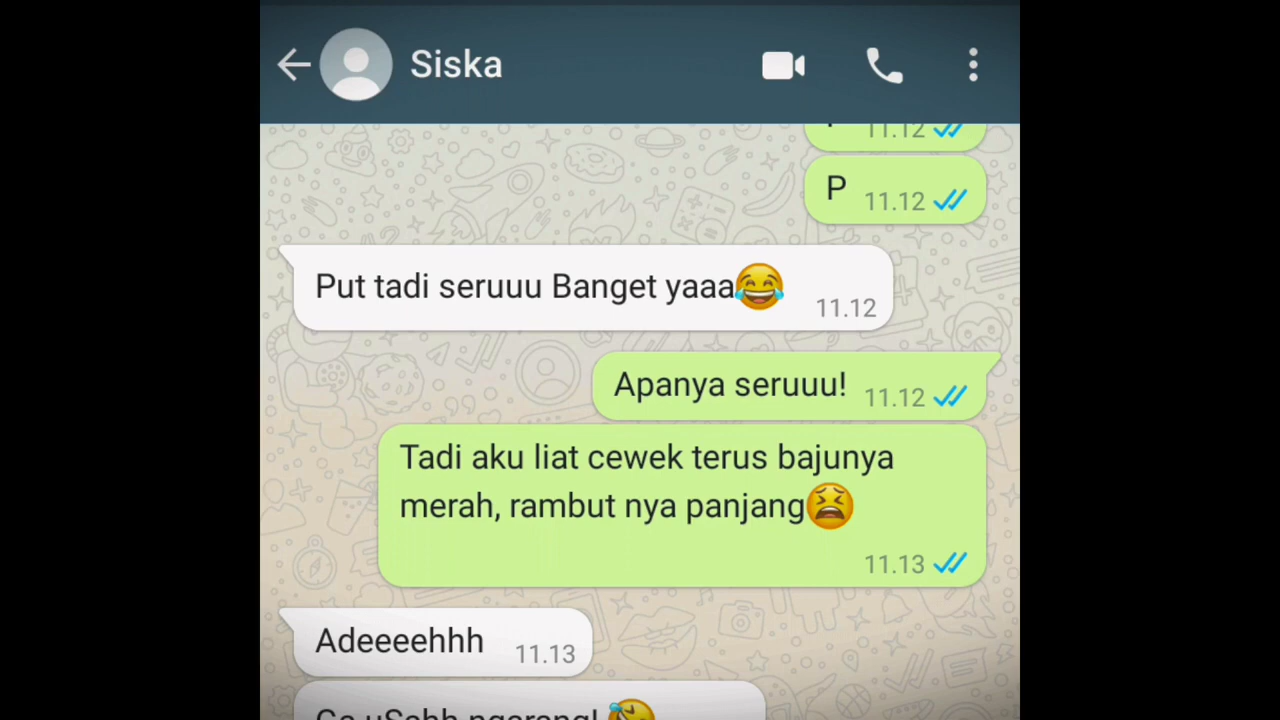 Siska
11.12
P 11.12
Put tadi seruuu Banget yaaa😂 11.12
Apanya seruuu! 11.12
Tadi aku liat cewek terus bajunya
merah, rambut nya panjang😫
11.13
Adeeeehhh 11.13